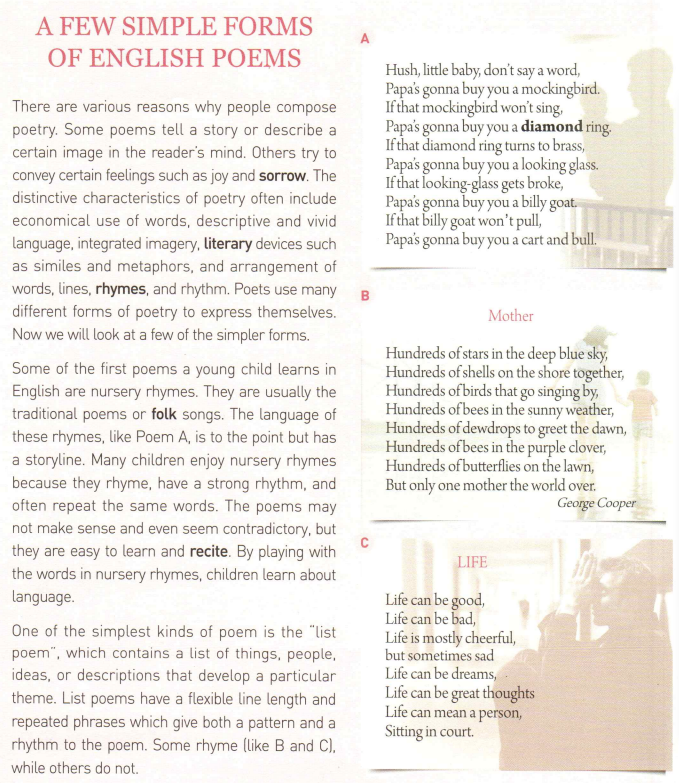 A FEW SIMPLE FORMS
OF ENGLISH POEMS
There are various reasons why people compose
poetry. Some poems tell a story or describe a
certain image in the reader's mind. Others try to
convey certain feelings such as joy and sorrow. The
distinctive characteristics of poetry often include
economical use of words, descriptive and vivid
language, integrated imagery, literary devices such
as similes and metaphors, and arrangement of
words, lines, rhymes, and rhythm. Poets use many
different forms of poetry to express themselves.
Now we will look at a few of the simpler forms.
Some of the first poems a young child learns in
English are nursery rhymes. They are usually the
traditional poems or folk songs. The language of
these rhymes, like Poem A, is to the point but has
a storyline. Many children enjoy nursery rhymes
because they rhyme, have a strong rhythm, and
often repeat the same words. The poems may
not make sense and even seem contradictory, but
they are easy to learn and recite. By playing with
the words in nursery rhymes, children learn about
language.
One of the simplest kinds of poem is the "list
poem", which contains a list of things, people,
ideas, or descriptions that develop a particular
theme. List poems have a flexible line length and
repeated phrases which give both a pattern and a
rhythm to the poem. Some rhyme (like B and C),
while others do not.
A
Hush, little baby, don't say a word,
Papa's gonna buy you a mockingbird.
If that mockingbird won't sing,
Papa's gonna buy you a diamond ring.
If that diamond ring turns to brass,
Papa's gonna buy you a looking glass.
If that looking-glass gets broke,
Papa's gonna buy you a billy goat.
If that billy goat won't pull,
Papa's gonna buy you a cart and bull.
B
Mother
Hundreds of stars in the deep blue sky,
Hundreds of shells on the shore together,
Hundreds of birds that go singing by,
Hundreds of bees in the sunny weather,
Hundreds of dewdrops to greet the dawn,
Hundreds of bees in the purple clover,
Hundreds of butterflies on the lawn,
But only one mother the world over.
George Cooper
C
LIFE
Life can be good,
Life can be bad,
Life is mostly cheerful,
but sometimes sad
Life can be dreams,
Life can be great thoughts
Life can mean a person,
Sitting in court.